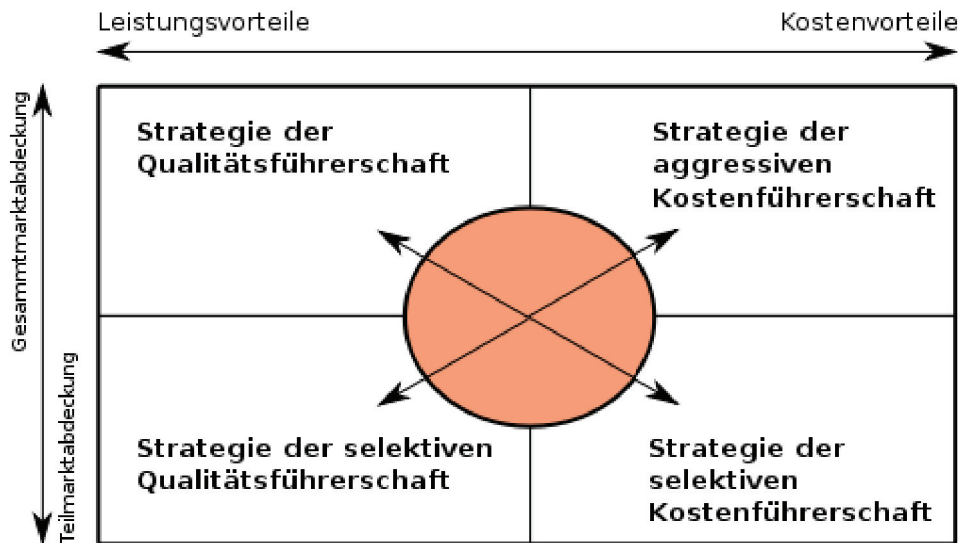 Leistungsvorteile
Kostenvorteile
Gesammtmarktabdeckung
Teilmarktabdeckung
Strategie der
Qualitätsführerschaft
Strategie der
aggressiven
Kostenführerschaft
Strategie der selektiven
Qualitätsführerschaft
Strategie der
selektiven
Kostenführerschaft